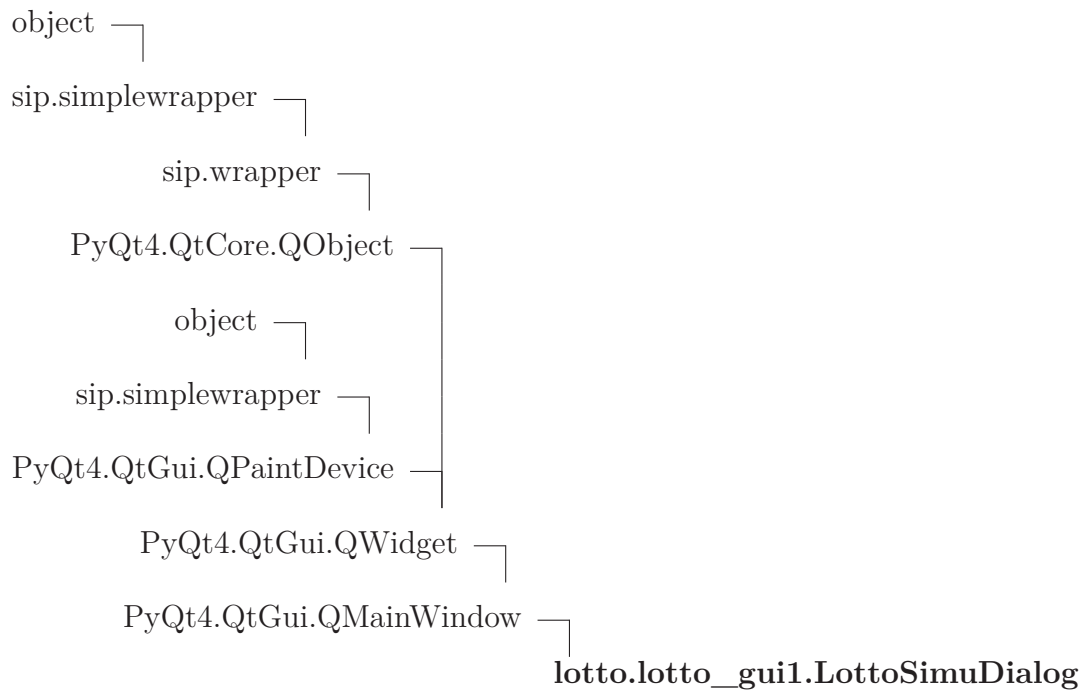 object
sip.simplewrapper
sip.wrapper
PyQt4.QtCore.QObject
object
sip.simplewrapper
PyQt4.QtGui.QPaintDevice
PyQt4.QtGui.QWidget
PyQt4.QtGui.QMainWindow
lotto.lotto_gui1.LottoSimuDialog